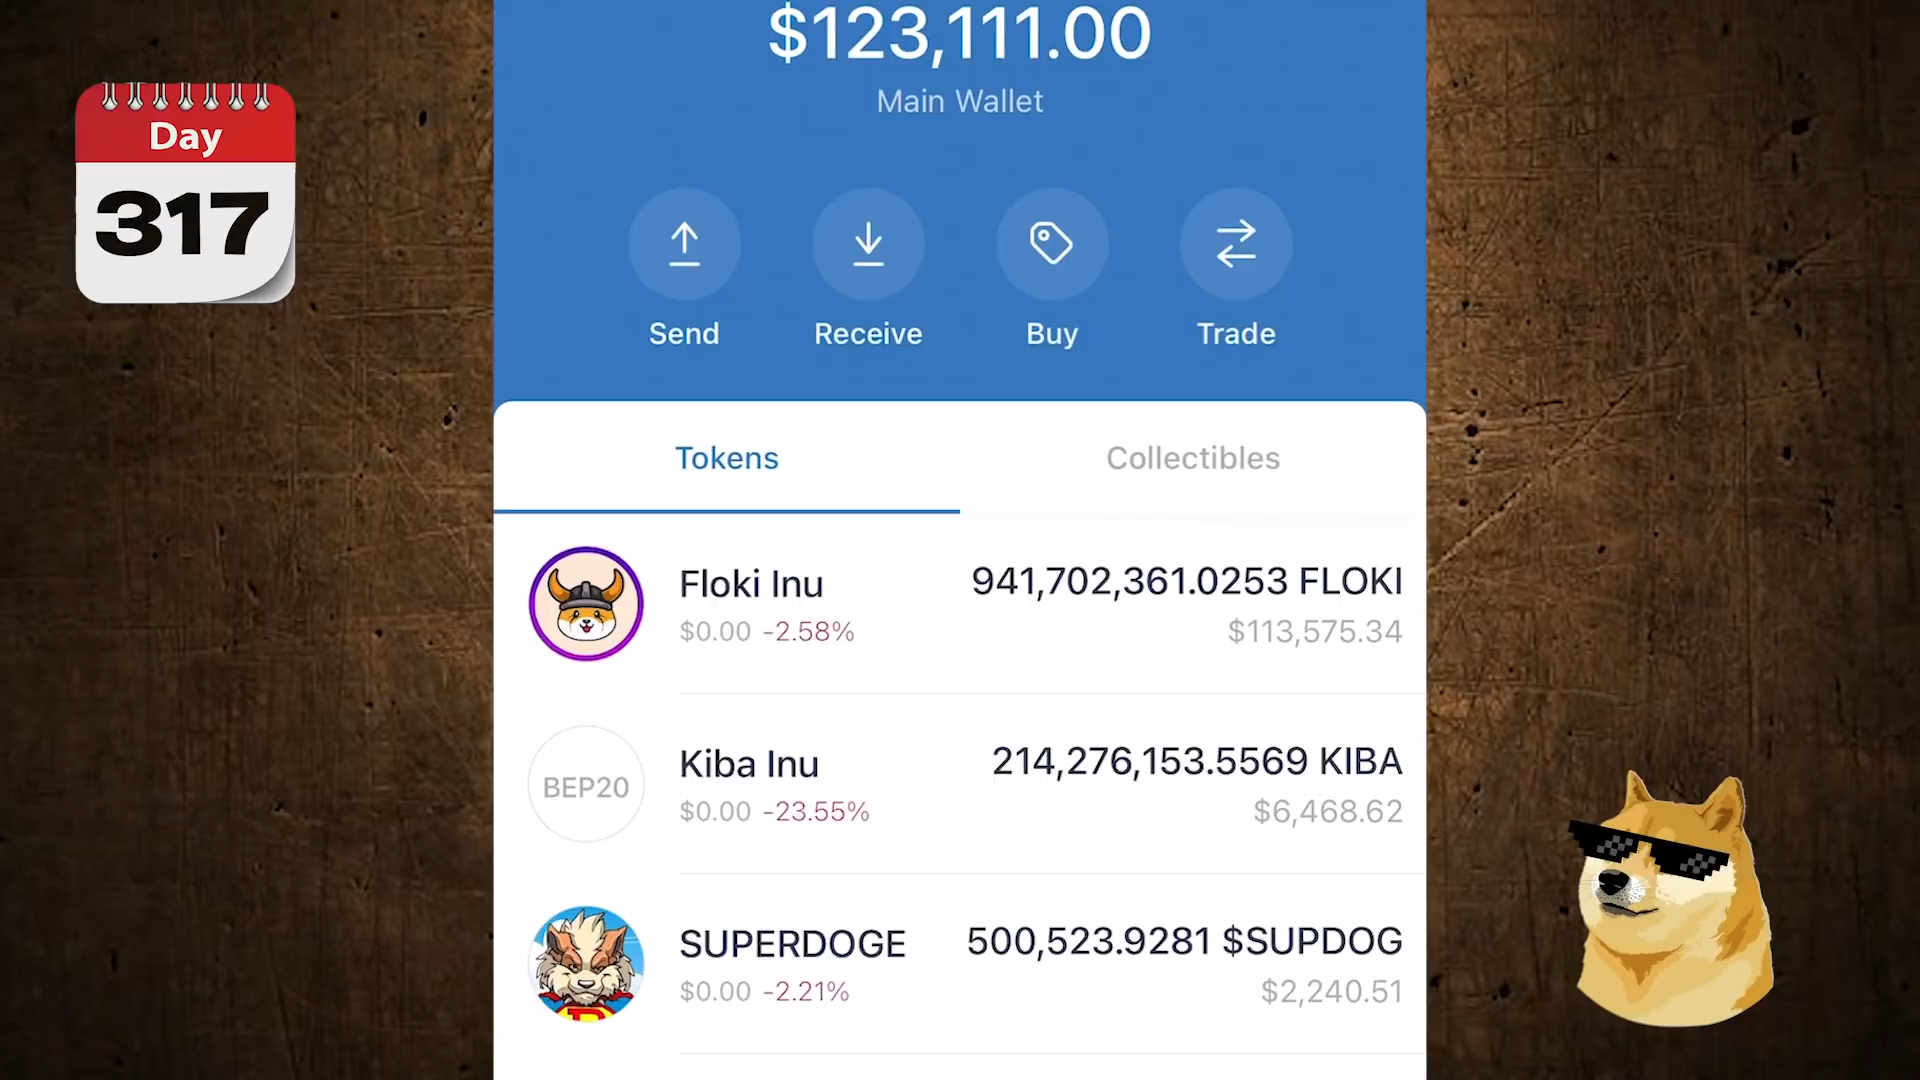 $123,111.00
Main Wallet
Day
317
Send
Receive
Buy
Trade
Tokens
Collectibles
Floki Inu
941,702,361.0253 FLOKI
$0.00 -2.58%
$113,575.34
BEP20
Kiba Inu
214,276,153.5569 KIBA
$0.00 -23.55%
$6,468.62
SUPERDOGE
500,523.9281 $SUPDOG
$0.00 -2.21%
$2,240.51